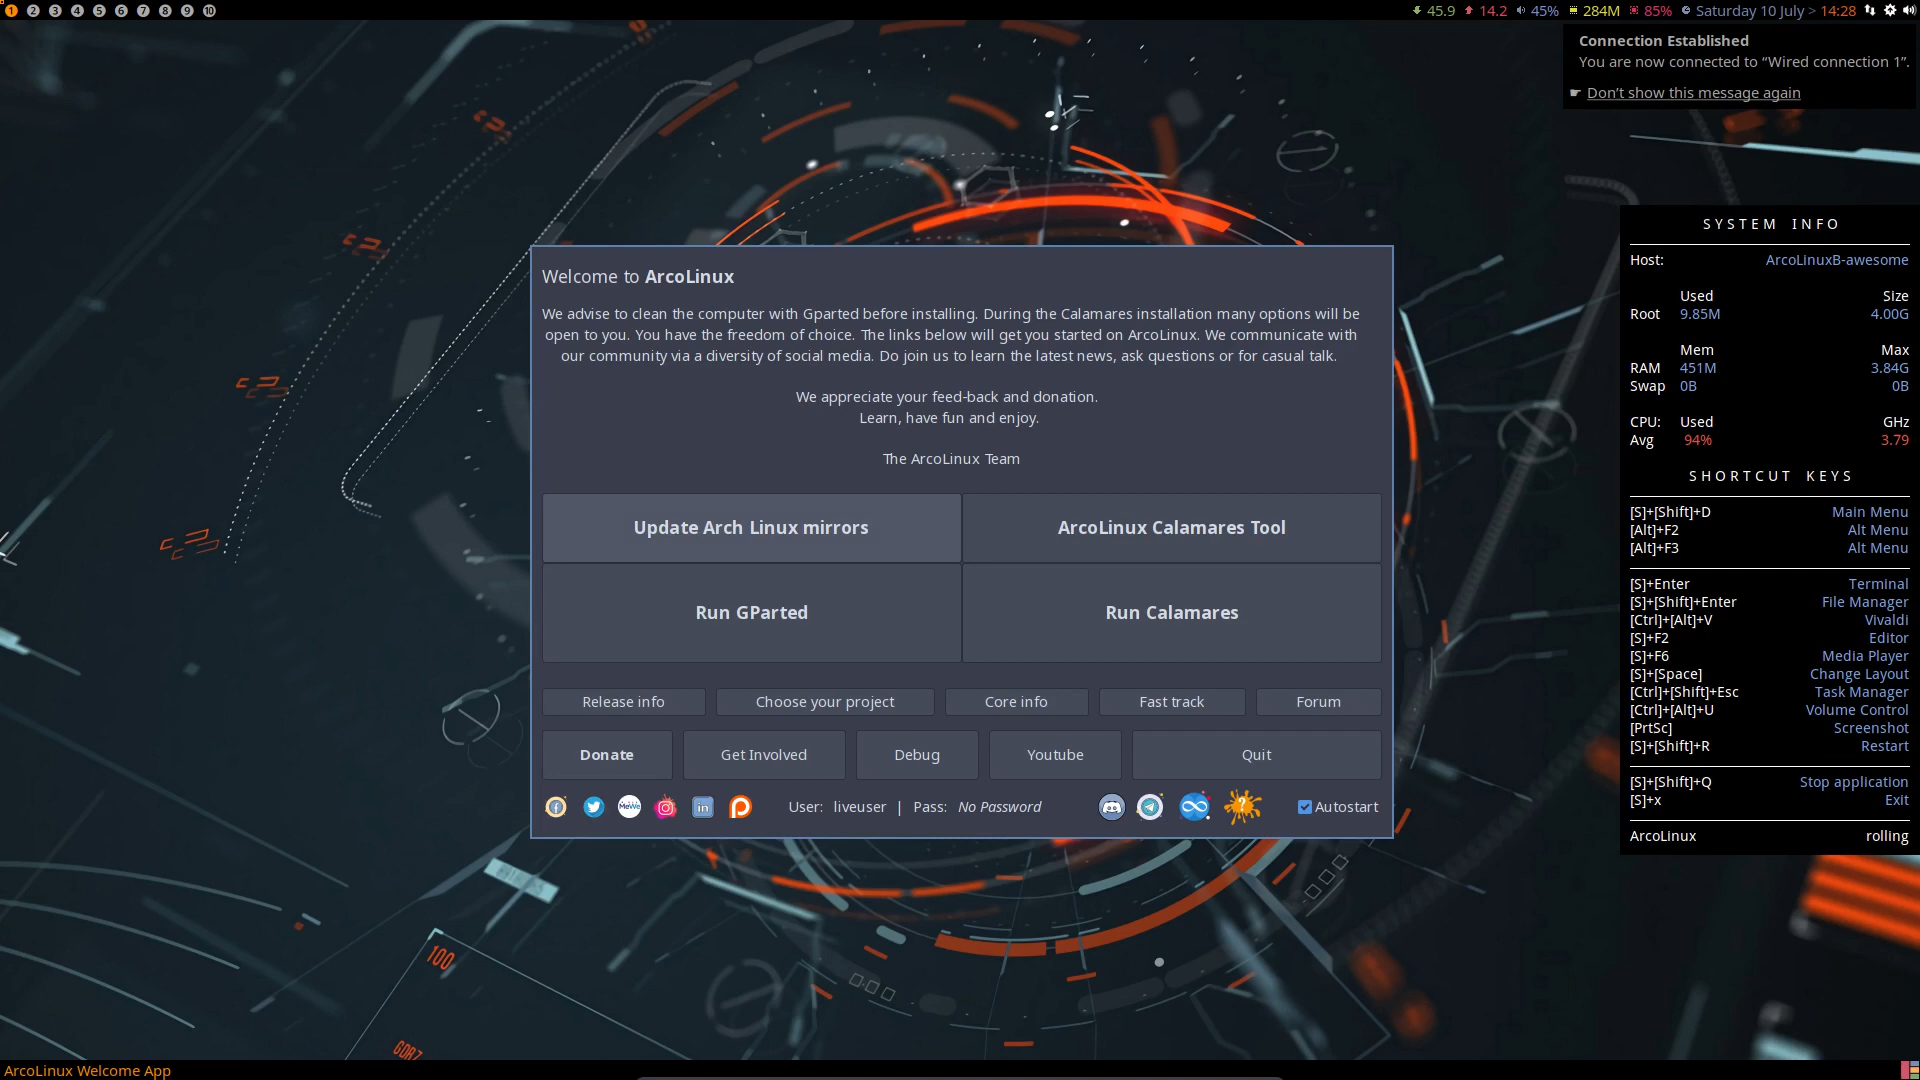 1 2 3 4 5 6 7 8 9 10
45.9 14.2 45% 284M 85% Saturday 10 July > 14:28
Connection Established
You are now connected to “Wired connection 1”.
Don’t show this message again
Welcome to ArcoLinux
We advise to clean the computer with Gparted before installing. During the Calamares installation many options will be
open to you. You have the freedom of choice. The links below will get you started on ArcoLinux. We communicate with
our community via a diversity of social media. Do join us to learn the latest news, ask questions or for casual talk.
We appreciate your feed-back and donation.
Learn, have fun and enjoy.
The ArcoLinux Team
Update Arch Linux mirrors
ArcoLinux Calamares Tool
Run GParted
Run Calamares
Release info
Choose your project
Core info
Fast track
Forum
Donate
Get Involved
Debug
Youtube
Quit
MeWe
in
User: liveuser | Pass: No Password
?
Autostart
SYSTEM INFO
Host: ArcoLinuxB-awesome
Used Size
Root 9.85M 4.00G
Mem Max
RAM 451M 3.84G
Swap 0B 0B
CPU: Used GHz
Avg 94% 3.79
SHORTCUT KEYS
[S]+[Shift]+D Main Menu
[Alt]+F2 Alt Menu
[Alt]+F3 Alt Menu
[S]+Enter Terminal
[S]+[Shift]+Enter File Manager
[Ctrl]+[Alt]+V Vivaldi
[S]+F2 Editor
[S]+F6 Media Player
[S]+[Space] Change Layout
[Ctrl]+[Shift]+Esc Task Manager
[Ctrl]+[Alt]+U Volume Control
[PrtSc] Screenshot
[S]+[Shift]+R Restart
[S]+[Shift]+Q Stop application
[S]+x Exit
ArcoLinux rolling
100
ArcoLinux Welcome App